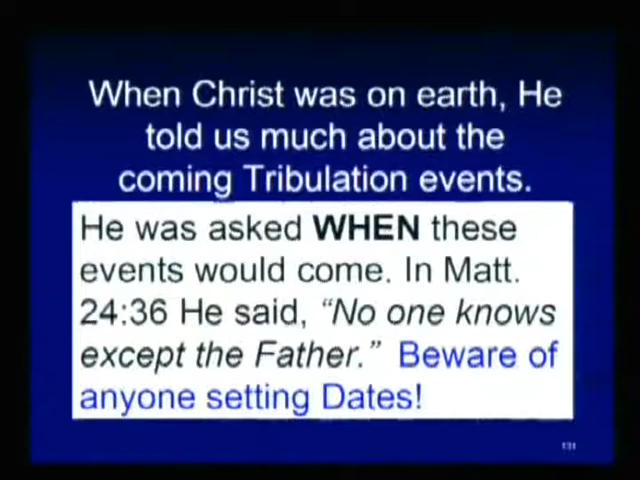 When Christ was on earth, He
told us much about the
coming Tribulation events.
He was asked WHEN these
events would come. In Matt.
24:36 He said, “No one knows
except the Father.” Beware of
anyone setting Dates!
131